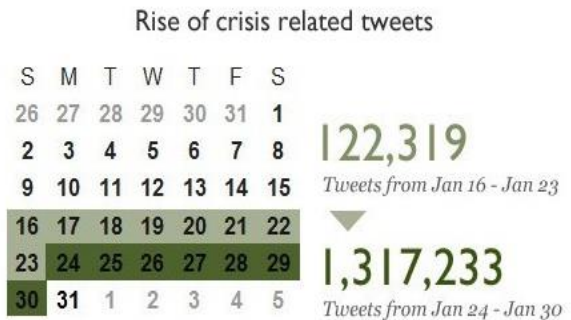 Rise of crisis related tweets
S M T W T F S
26 27 28 29 30 31 1
2 3 4 5 6 7 8
9 10 11 12 13 14 15
16 17 18 19 20 21 22
23 24 25 26 27 28 29
30 31 1 2 3 4 5
122,319
Tweets from Jan 16 - Jan 23
1,317,233
Tweets from Jan 24 - Jan 30